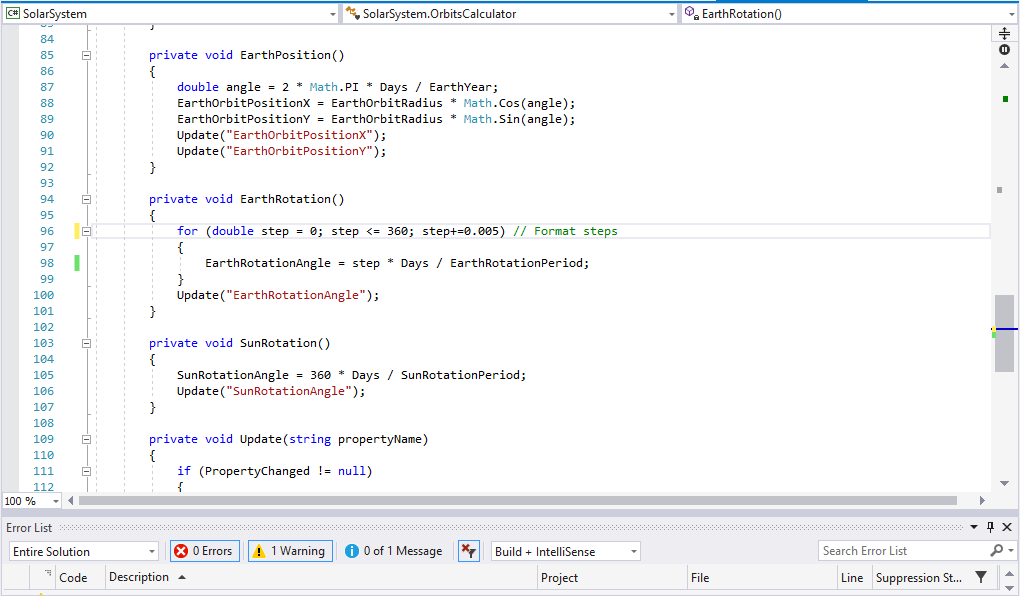 C# SolarSystem SolarSystem.OrbitsCalculator EarthRotation()
84
85 private void EarthPosition()
86 {
87 double angle = 2 * Math.PI * Days / EarthYear;
88 EarthOrbitPositionX = EarthOrbitRadius * Math.Cos(angle);
89 EarthOrbitPositionY = EarthOrbitRadius * Math.Sin(angle);
90 Update("EarthOrbitPositionX");
91 Update("EarthOrbitPositionY");
92 }
93
94 private void EarthRotation()
95 {
96 for (double step = 0; step <= 360; step+=0.005) // Format steps
97 {
98 EarthRotationAngle = step * Days / EarthRotationPeriod;
99 }
100 Update("EarthRotationAngle");
101 }
102
103 private void SunRotation()
104 {
105 SunRotationAngle = 360 * Days / SunRotationPeriod;
106 Update("SunRotationAngle");
107 }
108
109 private void Update(string propertyName)
110 {
111 if (PropertyChanged != null)
112 {
100 %
Error List
Entire Solution 0 Errors 1 Warning 0 of 1 Message Build + IntelliSense Search Error List
Code Description Project File Line Suppression St...